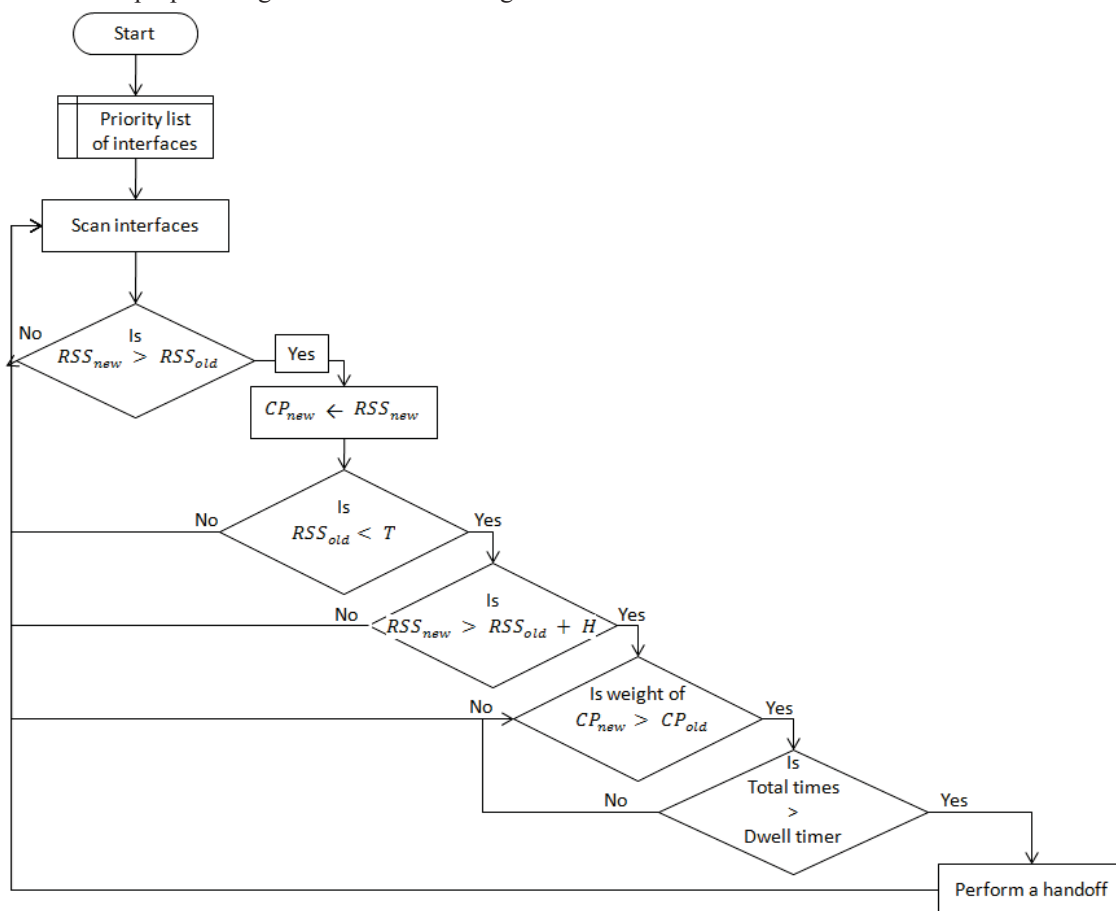 Start
Priority list
of interfaces
Scan interfaces
No
Is
RSS_new > RSS_old
Yes
CP_new ← RSS_new
No
Is
RSS_old < T
Yes
No
Is
RSS_new > RSS_old + H
Yes
No
Is weight of
CP_new > CP_old
Yes
No
Is
Total times
>
Dwell timer
Yes
Perform a handoff